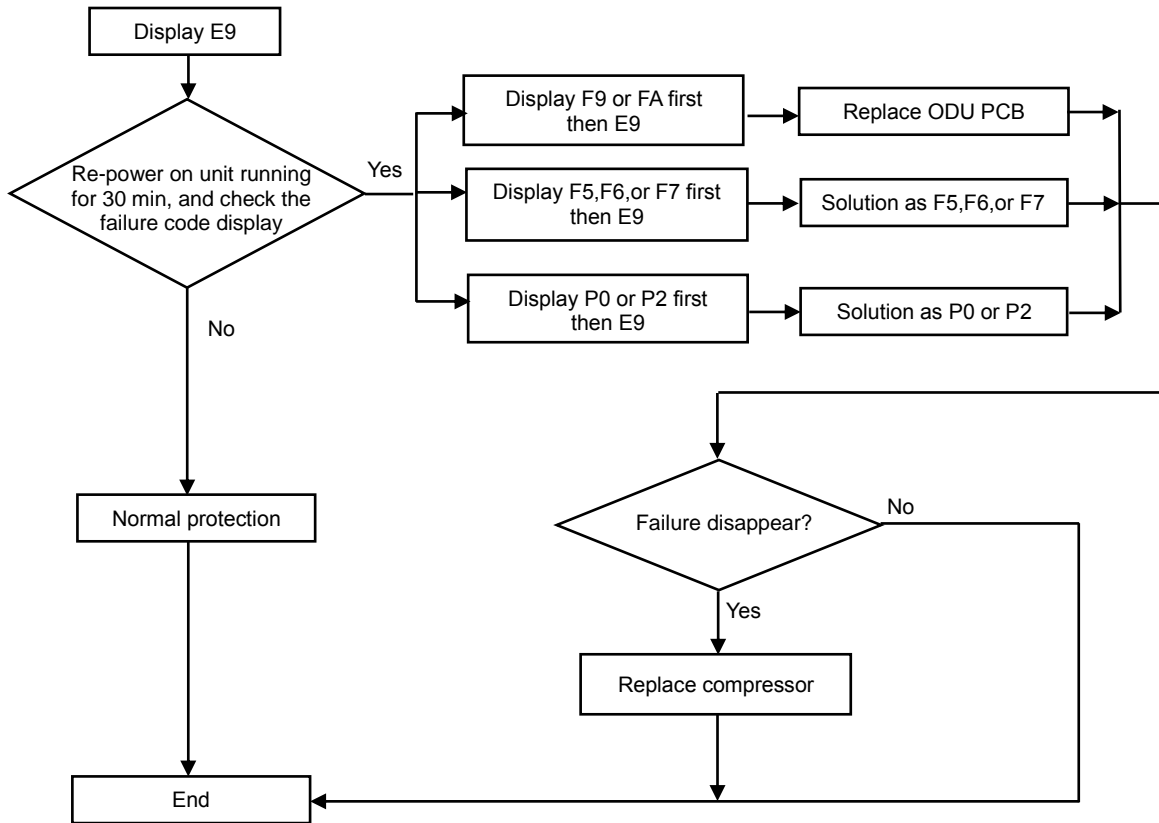 Display E9
Display F9 or FA first
then E9
Replace ODU PCB
Re-power on unit running
for 30 min, and check the
failure code display
Yes
Display F5,F6,or F7 first
then E9
Solution as F5,F6,or F7
Display P0 or P2 first
then E9
Solution as P0 or P2
No
Normal protection
Failure disappear?
No
Yes
Replace compressor
End